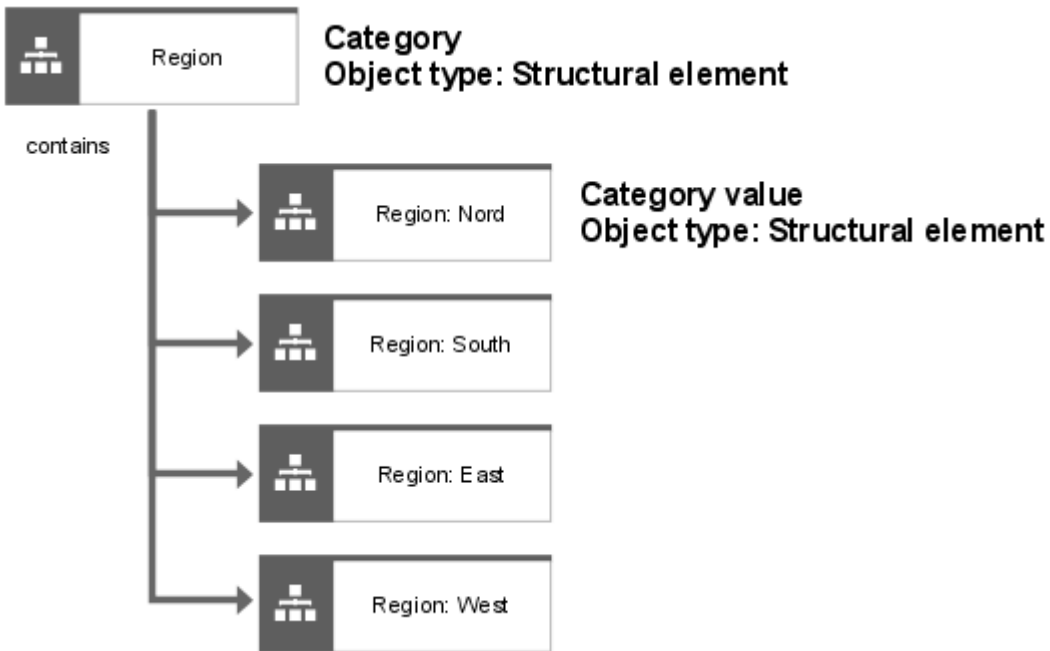 Region
Category
Object type: Structural element
contains
Region: Nord
Category value
Object type: Structural element
Region: South
Region: East
Region: West